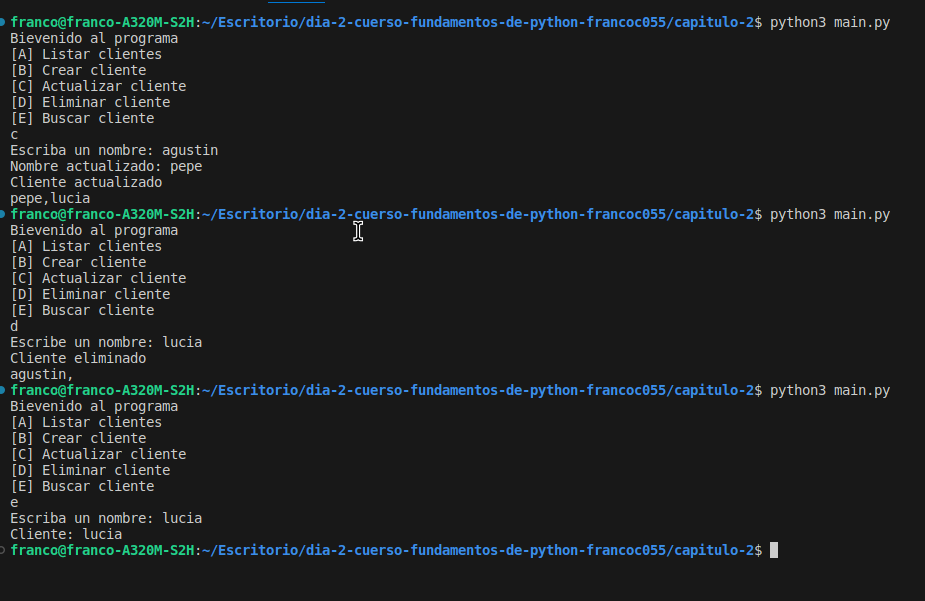 franco@franco-A320M-S2H:~/Escritorio/dia-2-cuerso-fundamentos-de-python-francoc055/capitulo-2$ python3 main.py
Bievenido al programa
[A] Listar clientes
[B] Crear cliente
[C] Actualizar cliente
[D] Eliminar cliente
[E] Buscar cliente
c
Escriba un nombre: agustin
Nombre actualizado: pepe
Cliente actualizado
pepe,lucia
franco@franco-A320M-S2H:~/Escritorio/dia-2-cuerso-fundamentos-de-python-francoc055/capitulo-2$ python3 main.py
Bievenido al programa
[A] Listar clientes
[B] Crear cliente
[C] Actualizar cliente
[D] Eliminar cliente
[E] Buscar cliente
d
Escribe un nombre: lucia
Cliente eliminado
agustin,
franco@franco-A320M-S2H:~/Escritorio/dia-2-cuerso-fundamentos-de-python-francoc055/capitulo-2$ python3 main.py
Bievenido al programa
[A] Listar clientes
[B] Crear cliente
[C] Actualizar cliente
[D] Eliminar cliente
[E] Buscar cliente
e
Escriba un nombre: lucia
Cliente: lucia
franco@franco-A320M-S2H:~/Escritorio/dia-2-cuerso-fundamentos-de-python-francoc055/capitulo-2$